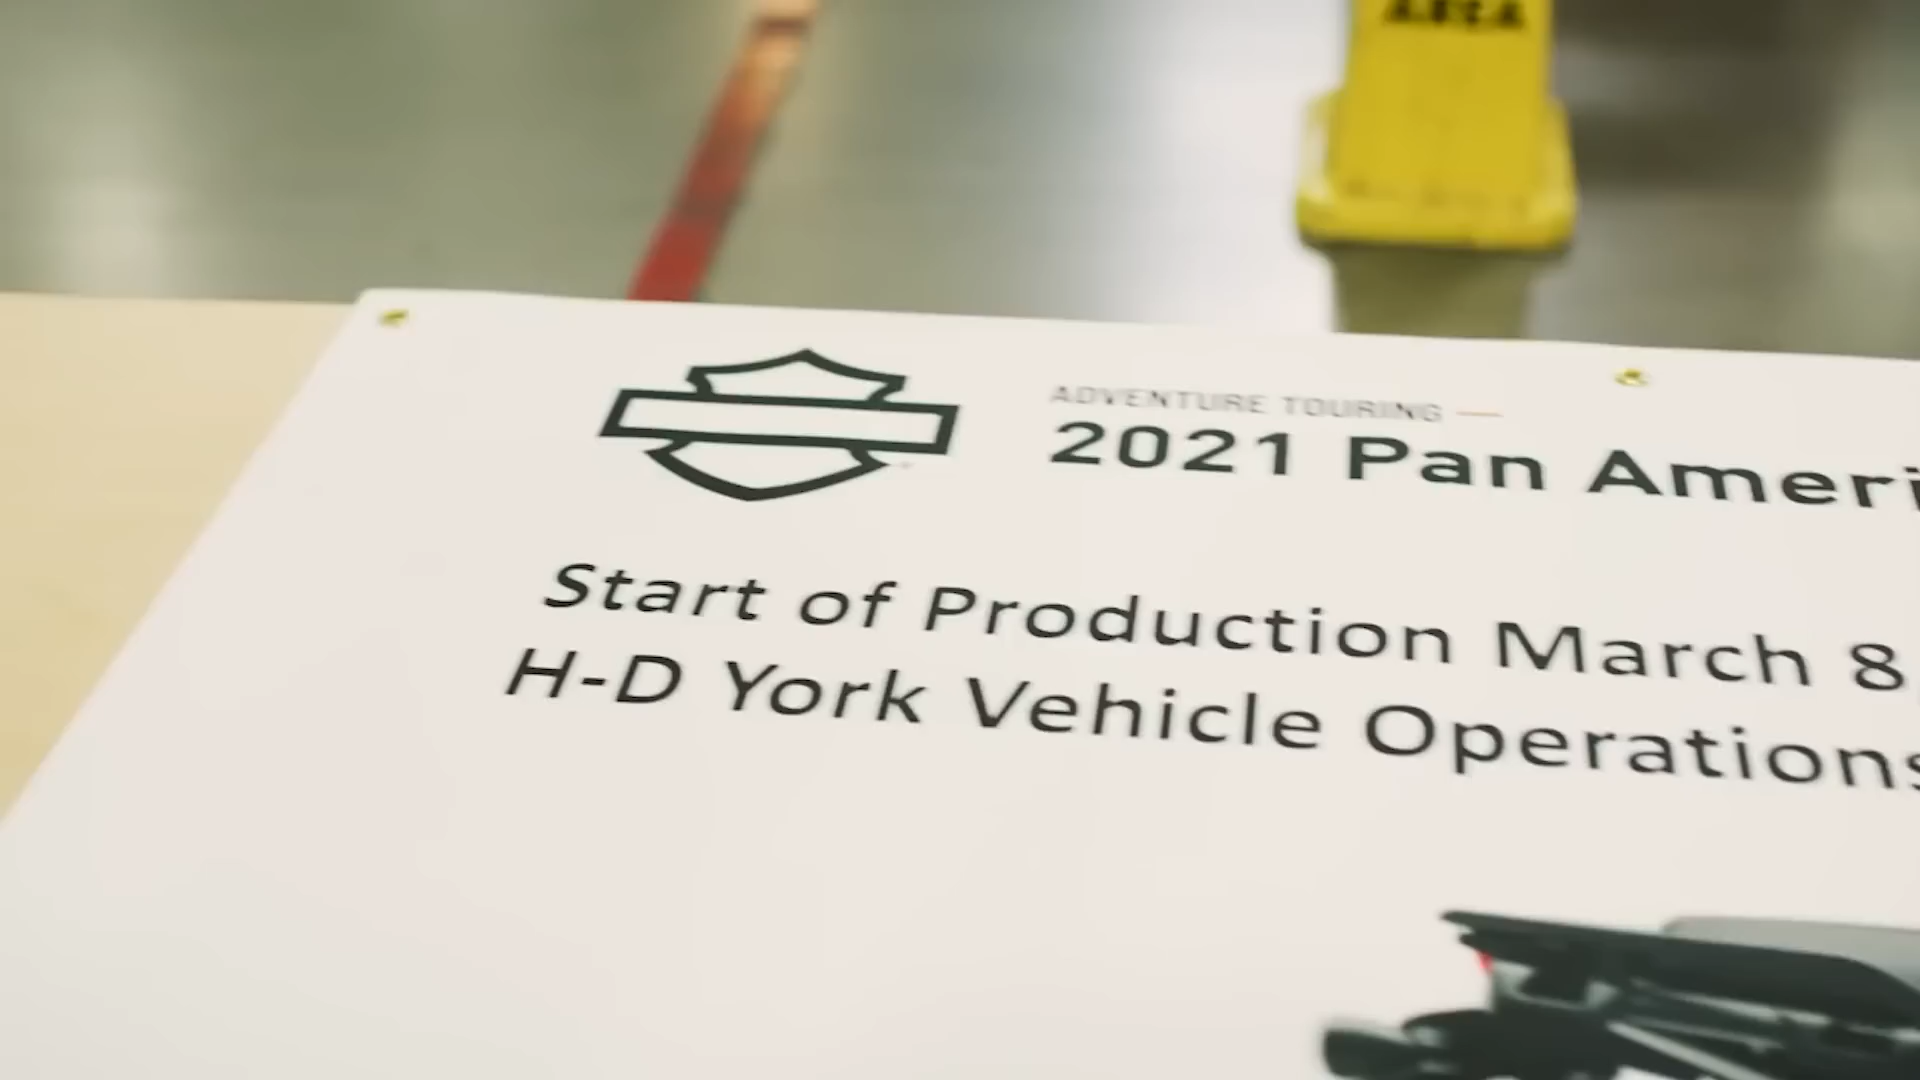 AREA
ADVENTURE TOURING
2021 Pan Ameri
Start of Production March 8,
H-D York Vehicle Operations